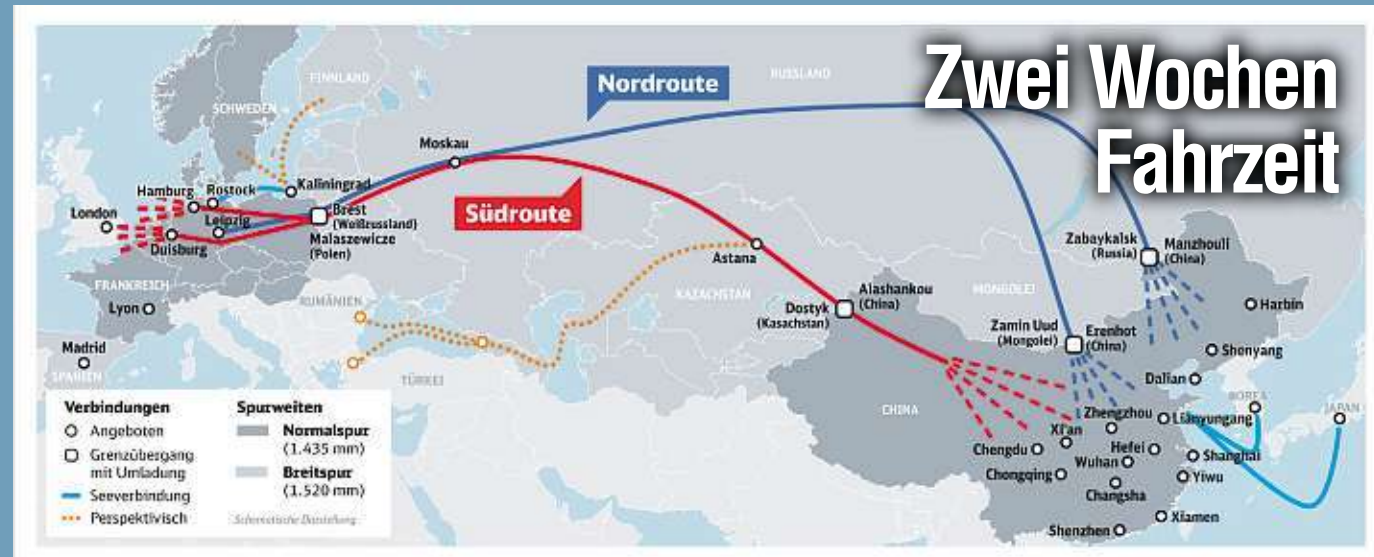 Zwei Wochen
Fahrzeit
Nordroute
RUSSLAND
FINNLAND
SCHWEDEN
Moskau
Südroute
Hamburg
Rostock
Kaliningrad
London
Leipzig
Brest
(Weißrussland)
Duisburg
Malaszewicze
(Polen)
Astana
Zabaykalsk
(Russia)
Manzhouli
(China)
FRANKREICH
RUMÄNIEN
KAZACHSTAN
MONGOLEI
Alashankou
(China)
Lyon
Dostyk
(Kasachstan)
Harbin
Zamin Uud
(Mongolei)
Erenhot
(China)
Madrid
SPANIEN
Shenyang
TÜRKEI
Dalian
KOREA
JAPAN
CHINA
Zhengzhou
Lianyungang
Xi'an
Chengdu
Hefei
Shanghai
Wuhan
Chongqing
Yiwu
Changsha
Xiamen
Shenzhen
Verbindungen
Angeboten
Grenzübergang
mit Umladung
Seeverbindung
Perspektivisch
Spurweiten
Normalspur
(1.435 mm)
Breitspur
(1.520 mm)
Schematische Darstellung